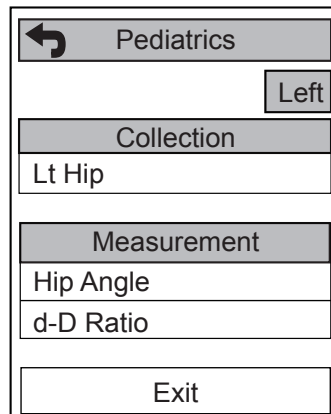 Pediatrics
Left
Collection
Lt Hip
Measurement
Hip Angle
d-D Ratio
Exit